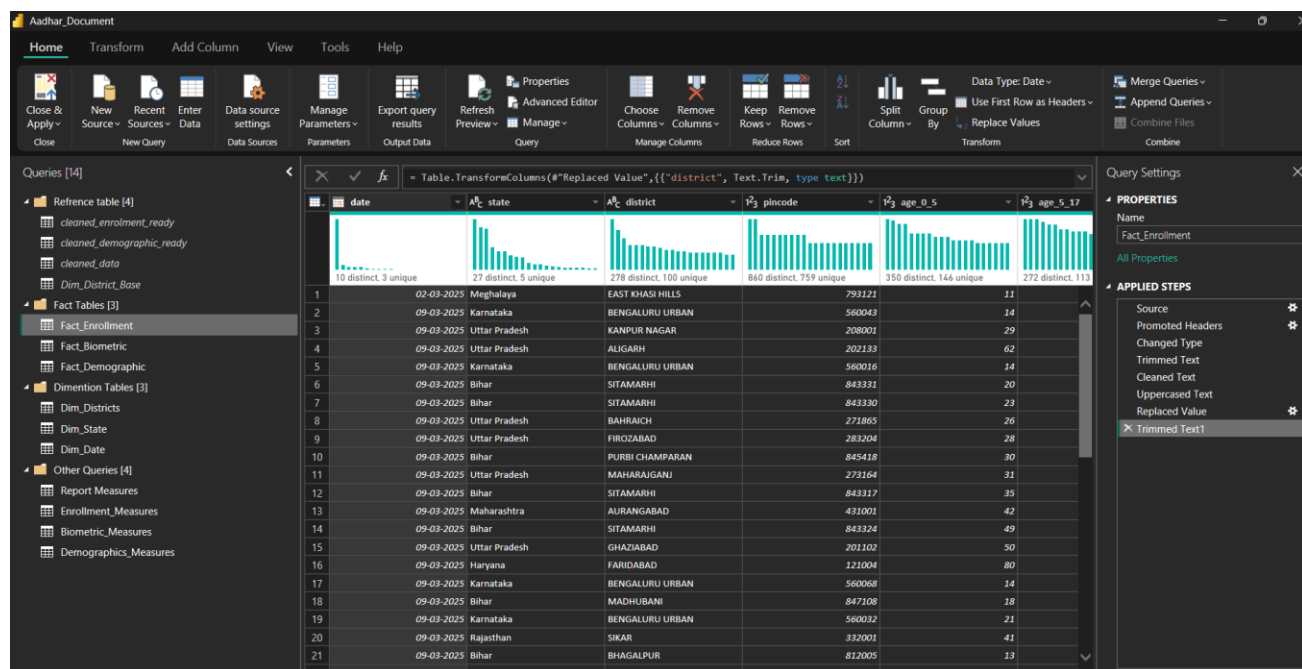 Aadhar_Document
Home Transform Add Column View Tools Help
Close & Apply
New Source
Recent Sources
Enter Data
Data source settings
Manage Parameters
Export query results
Refresh Preview
Properties
Advanced Editor
Manage
Choose Columns
Remove Columns
Keep Rows
Remove Rows
Split Column
Group By
Data Type: Date
Use First Row as Headers
Replace Values
Merge Queries
Append Queries
Combine Files
Close New Query Data Sources Parameters Output Data Query Manage Columns Reduce Rows Sort Transform Combine
Queries [14]
Refrence table [4]
cleaned_enrolment_ready
cleaned_demographic_ready
cleaned_data
Dim_District_Base
Fact Tables [3]
Fact_Enrollment
Fact_Biometric
Fact_Demographic
Dimention Tables [3]
Dim_Districts
Dim_State
Dim_Date
Other Queries [4]
Report Measures
Enrollment_Measures
Biometric_Measures
Demographics_Measures
fx = Table.TransformColumns(#"Replaced Value",{{"district", Text.Trim, type text}})
date ABC state ABC district 123 pincode 123 age_0_5 123 age_5_17
10 distinct, 3 unique 27 distinct, 5 unique 278 distinct, 100 unique 860 distinct, 759 unique 350 distinct, 146 unique 272 distinct, 113
1 02-03-2025 Meghalaya EAST KHASI HILLS 793121 11
2 09-03-2025 Karnataka BENGALURU URBAN 560043 14
3 09-03-2025 Uttar Pradesh KANPUR NAGAR 208001 29
4 09-03-2025 Uttar Pradesh ALIGARH 202133 62
5 09-03-2025 Karnataka BENGALURU URBAN 560016 14
6 09-03-2025 Bihar SITAMARHI 843331 20
7 09-03-2025 Bihar SITAMARHI 843330 23
8 09-03-2025 Uttar Pradesh BAHRAICH 271865 26
9 09-03-2025 Uttar Pradesh FIROZABAD 283204 28
10 09-03-2025 Bihar PURBI CHAMPARAN 845418 30
11 09-03-2025 Uttar Pradesh MAHARAJGANJ 273164 31
12 09-03-2025 Bihar SITAMARHI 843317 35
13 09-03-2025 Maharashtra AURANGABAD 431001 42
14 09-03-2025 Bihar SITAMARHI 843324 49
15 09-03-2025 Uttar Pradesh GHAZIABAD 201102 50
16 09-03-2025 Haryana FARIDABAD 121004 80
17 09-03-2025 Karnataka BENGALURU URBAN 560068 14
18 09-03-2025 Bihar MADHUBANI 847108 18
19 09-03-2025 Karnataka BENGALURU URBAN 560032 21
20 09-03-2025 Rajasthan SIKAR 332001 41
21 09-03-2025 Bihar BHAGALPUR 812005 13
Query Settings
PROPERTIES
Name
Fact_Enrollment
All Properties
APPLIED STEPS
Source
Promoted Headers
Changed Type
Trimmed Text
Cleaned Text
Uppercased Text
Replaced Value
Trimmed Text1